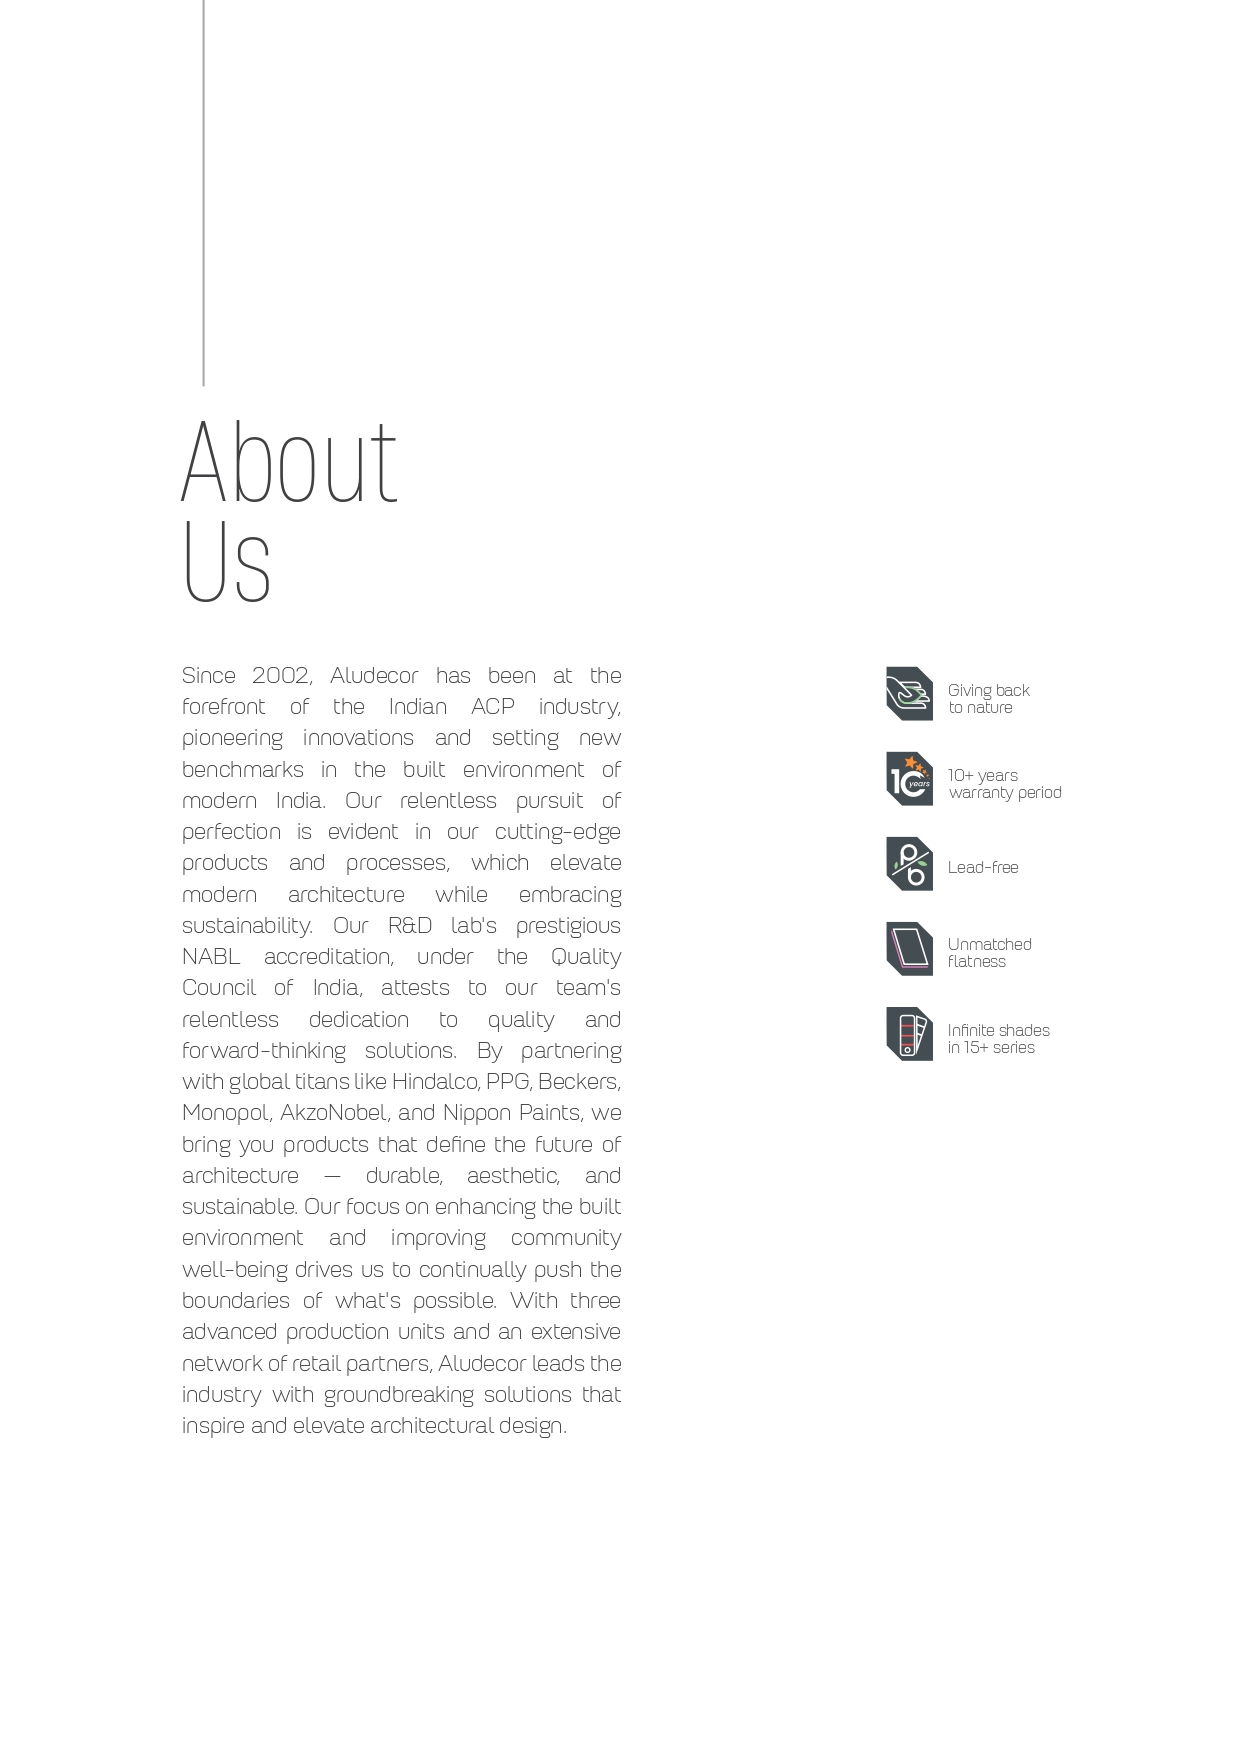 About
Us
Since 2002, Aludecor has been at the
forefront of the Indian ACP industry,
pioneering innovations and setting new
benchmarks in the built environment of
modern India. Our relentless pursuit of
perfection is evident in our cutting-edge
products and processes, which elevate
modern architecture while embracing
sustainability. Our R&D lab's prestigious
NABL accreditation, under the Quality
Council of India, attests to our team's
relentless dedication to quality and
forward-thinking solutions. By partnering
with global titans like Hindalco, PPG, Beckers,
Monopol, AkzoNobel, and Nippon Paints, we
bring you products that define the future of
architecture — durable, aesthetic, and
sustainable. Our focus on enhancing the built
environment and improving community
well-being drives us to continually push the
boundaries of what's possible. With three
advanced production units and an extensive
network of retail partners, Aludecor leads the
industry with groundbreaking solutions that
inspire and elevate architectural design.
Giving back
to nature
10 years
10+ years
warranty period
Pb
Lead-free
Unmatched
flatness
Infinite shades
in 15+ series